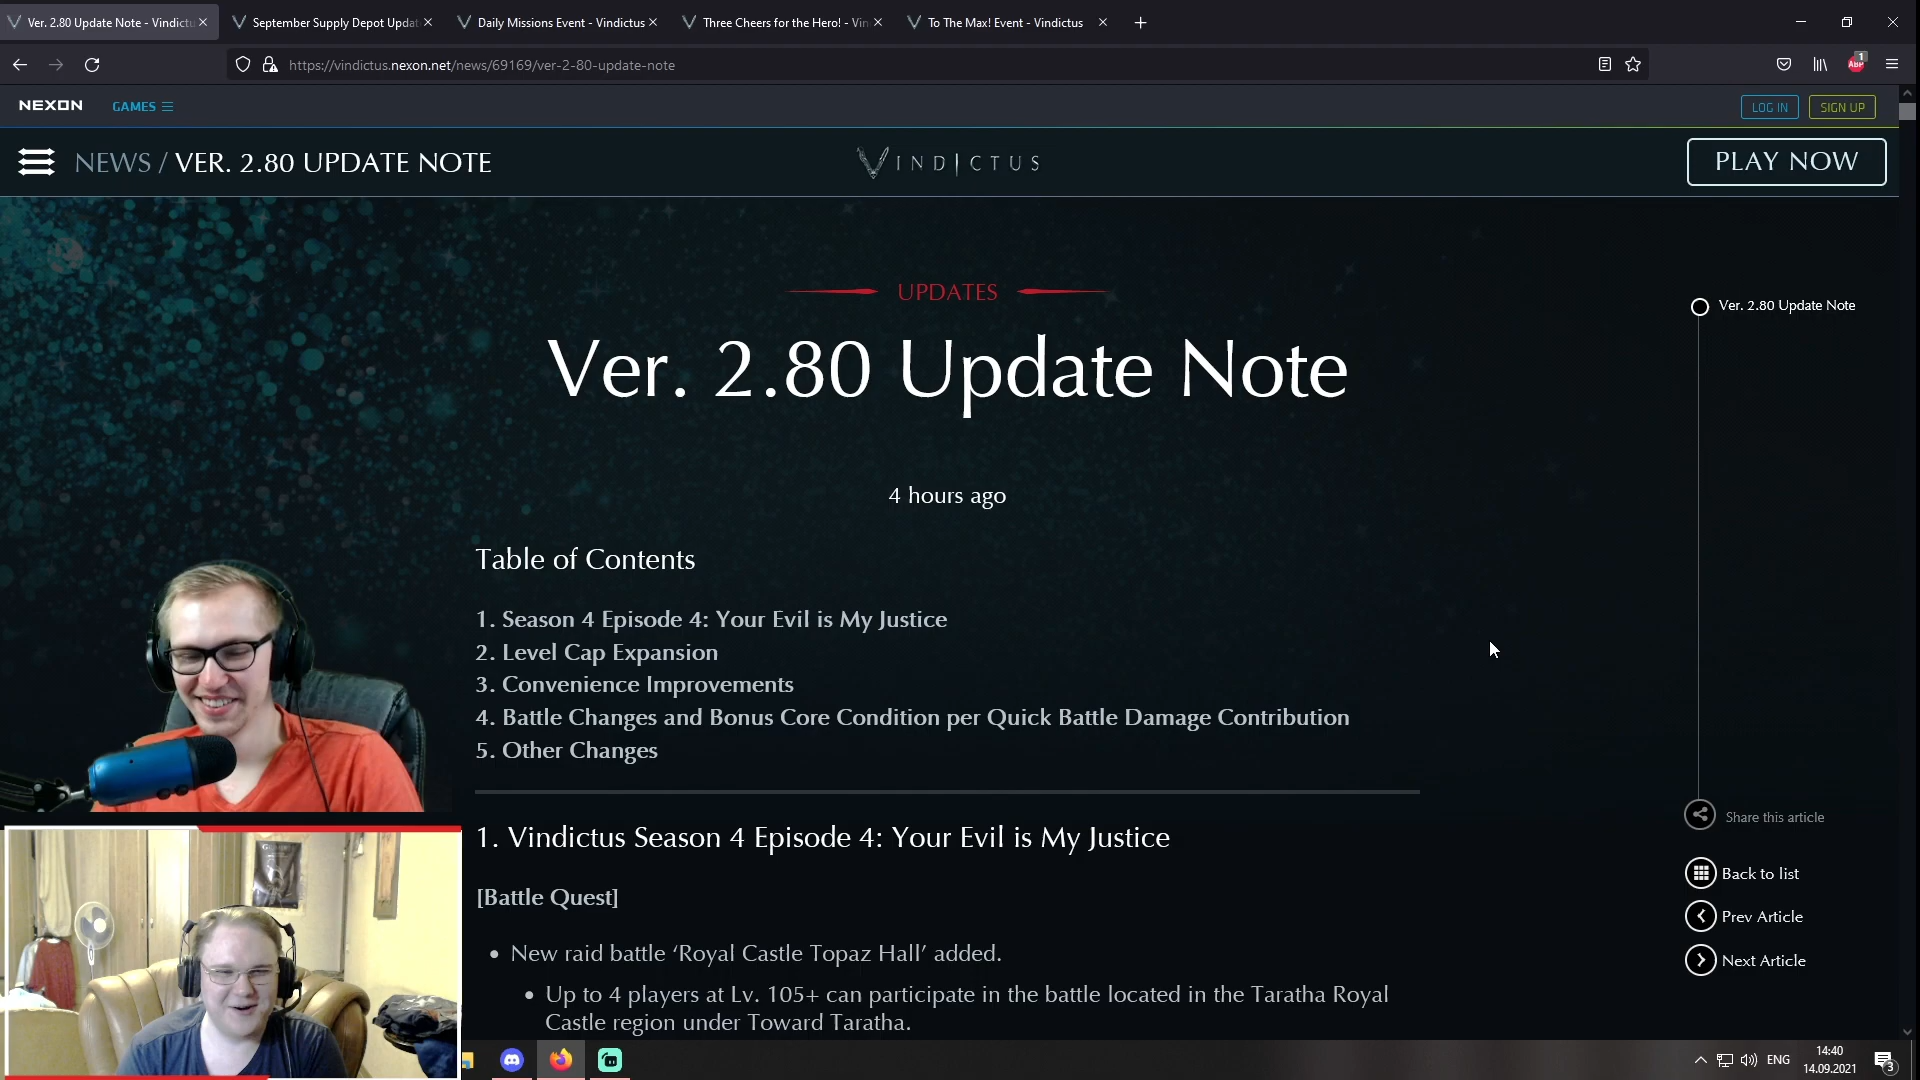 Ver. 2.80 Update Note - Vindictu
September Supply Depot Updat
Daily Missions Event - Vindictus
Three Cheers for the Hero! - Vin
To The Max! Event - Vindictus
https://vindictus.nexon.net/news/69169/ver-2-80-update-note
ABP
1
NEXON
GAMES
LOG IN
SIGN UP
NEWS / VER. 2.80 UPDATE NOTE
VINDICTUS
PLAY NOW
UPDATES
Ver. 2.80 Update Note
Ver. 2.80 Update Note
4 hours ago
Table of Contents
1. Season 4 Episode 4: Your Evil is My Justice
2. Level Cap Expansion
3. Convenience Improvements
4. Battle Changes and Bonus Core Condition per Quick Battle Damage Contribution
5. Other Changes
1. Vindictus Season 4 Episode 4: Your Evil is My Justice
[Battle Quest]
• New raid battle ‘Royal Castle Topaz Hall’ added.
• Up to 4 players at Lv. 105+ can participate in the battle located in the Taratha Royal
Castle region under Toward Taratha.
Share this article
Back to list
Prev Article
Next Article
ENG
14:40
14.09.2021
3